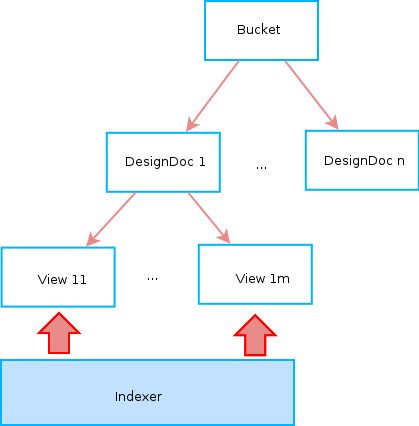 Bucket
DesignDoc 1
...
DesignDoc n
View 11
...
View 1m
Indexer